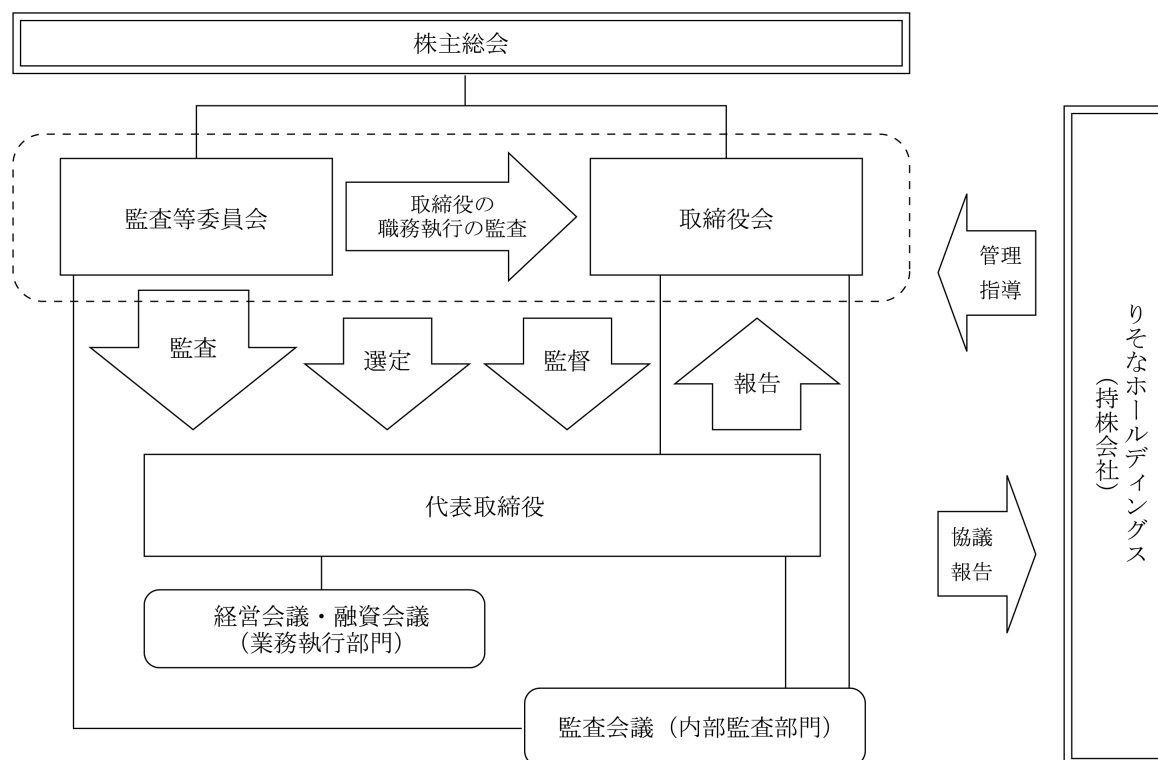 株主総会
監査等委員会
取締役の
職務執行の監査
取締役会
管理
指導
監査
選定
監督
報告
りそなホールディングス
（持株会社）
代表取締役
協議
報告
経営会議・融資会議
（業務執行部門）
監査会議（内部監査部門）